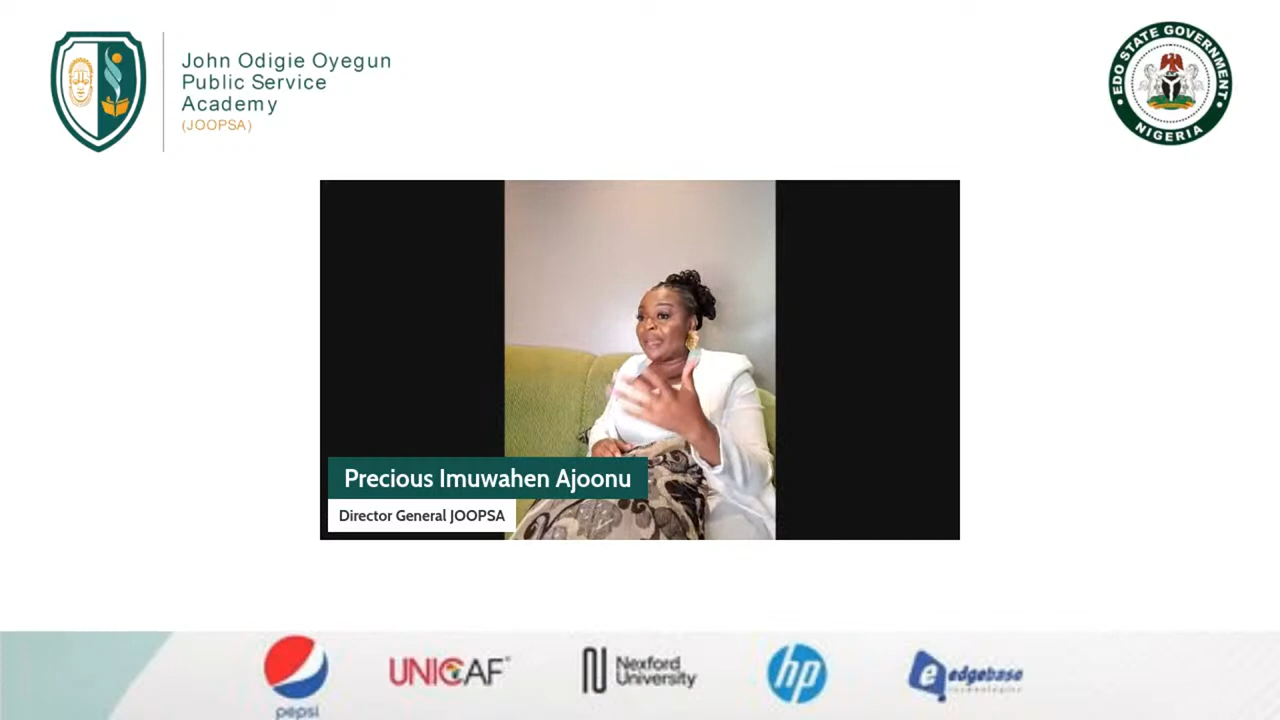 John Odigie Oyegun
Public Service
Academy
(JOOPSA)
EDO STATE GOVERNMENT
NIGERIA
Precious Imuwahen Ajoonu
Director General JOOPSA
pepsi
UNICAF
Nexford
University
hp
edgebase
technologies